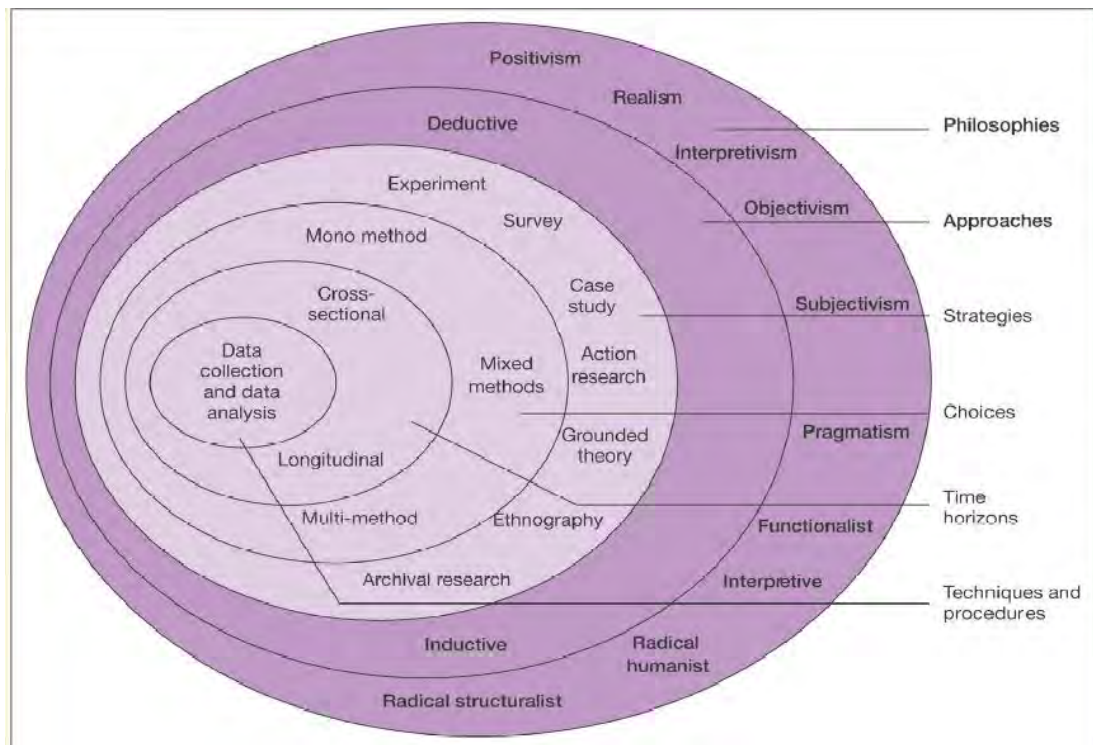 Positivism
Realism
Deductive
Philosophies
Interpretivism
Experiment
Objectivism
Survey
Approaches
Mono method
Case
study
Cross-
sectional
Subjectivism
Strategies
Data
collection
and data
analysis
Mixed
methods
Action
research
Choices
Pragmatism
Grounded
theory
Longitudinal
Time
horizons
Multi-method
Ethnography
Functionalist
Archival research
Interpretive
Techniques and
procedures
Inductive
Radical
humanist
Radical structuralist